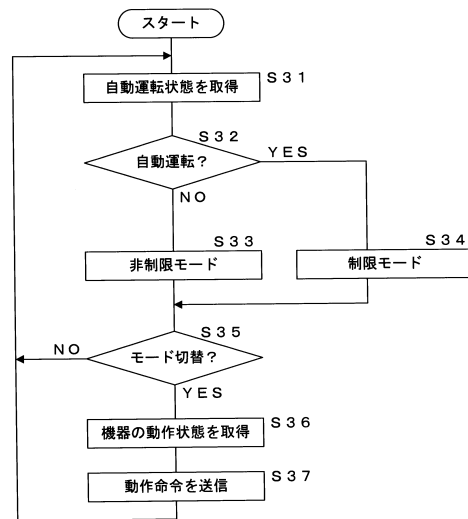 スタート
自動運転状態を取得
S31
S32
自動運転?
YES
NO
S33
非制限モード
S34
制限モード
S35
モード切替?
NO
YES
機器の動作状態を取得
S36
S37
動作命令を送信